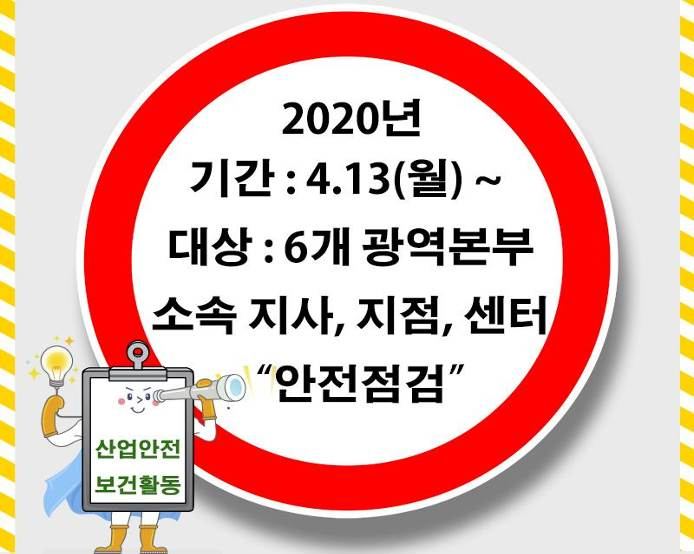 2020년
기간 : 4.13(월) ~
대상 : 6개 광역본부
소속 지사, 지점, 센터
“안전점검”
산업안전
보건활동